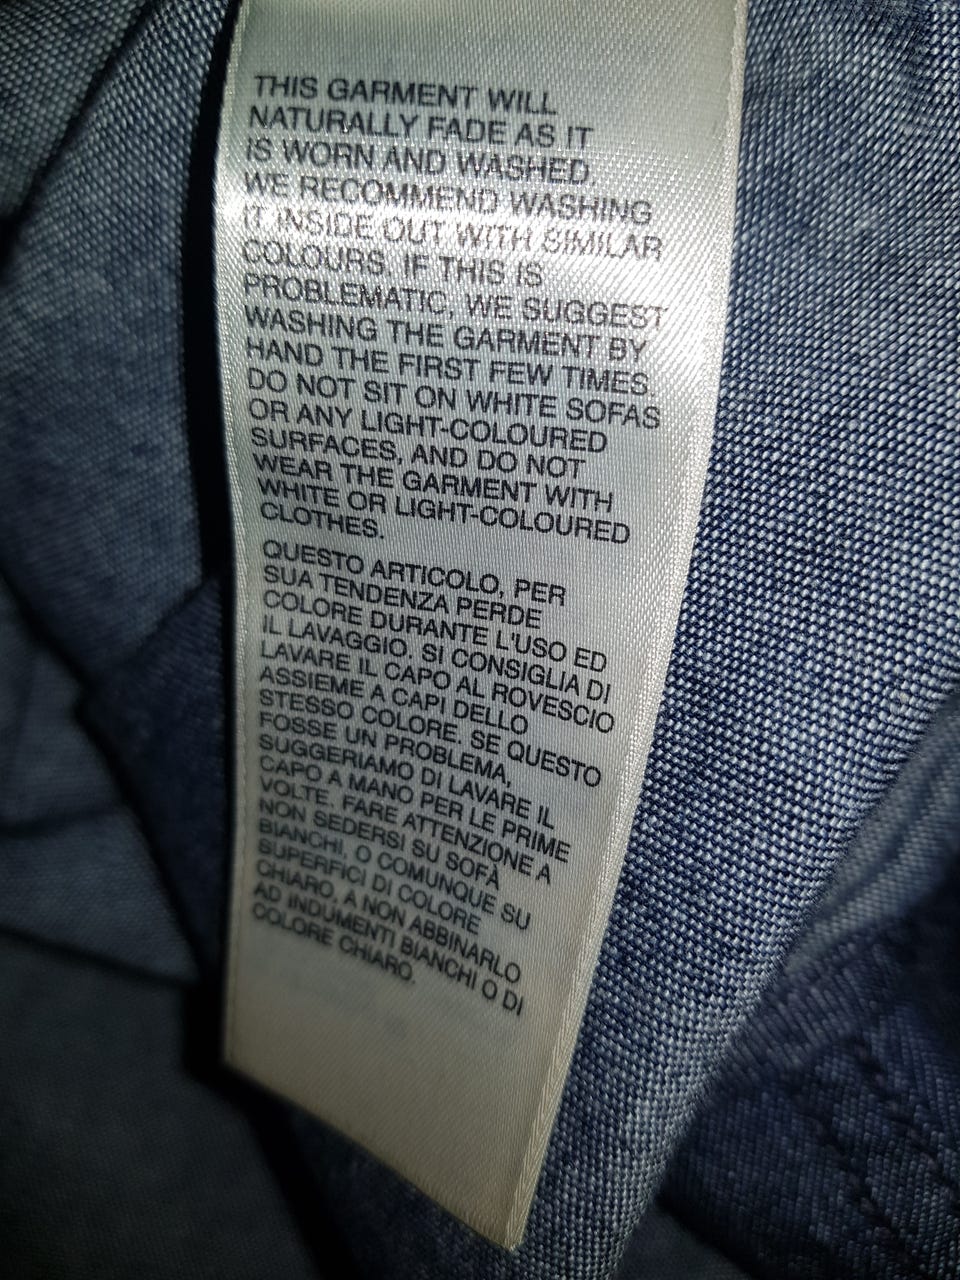 THIS GARMENT WILL
NATURALLY FADE AS IT
IS WORN AND WASHED.
WE RECOMMEND WASHING
IT INSIDE OUT WITH SIMILAR
COLOURS. IF THIS IS
PROBLEMATIC, WE SUGGEST
WASHING THE GARMENT BY
HAND THE FIRST FEW TIMES.
DO NOT SIT ON WHITE SOFAS
OR ANY LIGHT-COLOURED
SURFACES, AND DO NOT
WEAR THE GARMENT WITH
WHITE OR LIGHT-COLOURED
CLOTHES.
QUESTO ARTICOLO, PER
SUA TENDENZA PERDE
COLORE DURANTE L'USO ED
IL LAVAGGIO. SI CONSIGLIA DI
LAVARE IL CAPO AL ROVESCIO
ASSIEME A CAPI DELLO
STESSO COLORE. SE QUESTO
FOSSE UN PROBLEMA,
SUGGERIAMO DI LAVARE IL
CAPO A MANO PER LE PRIME
VOLTE. FARE ATTENZIONE A
NON SEDERSI SU SOFÀ
BIANCHI, O COMUNQUE SU
SUPERFICI DI COLORE
CHIARO, A NON ABBINARLO
AD INDUMENTI BIANCHI O DI
COLORE CHIARO.